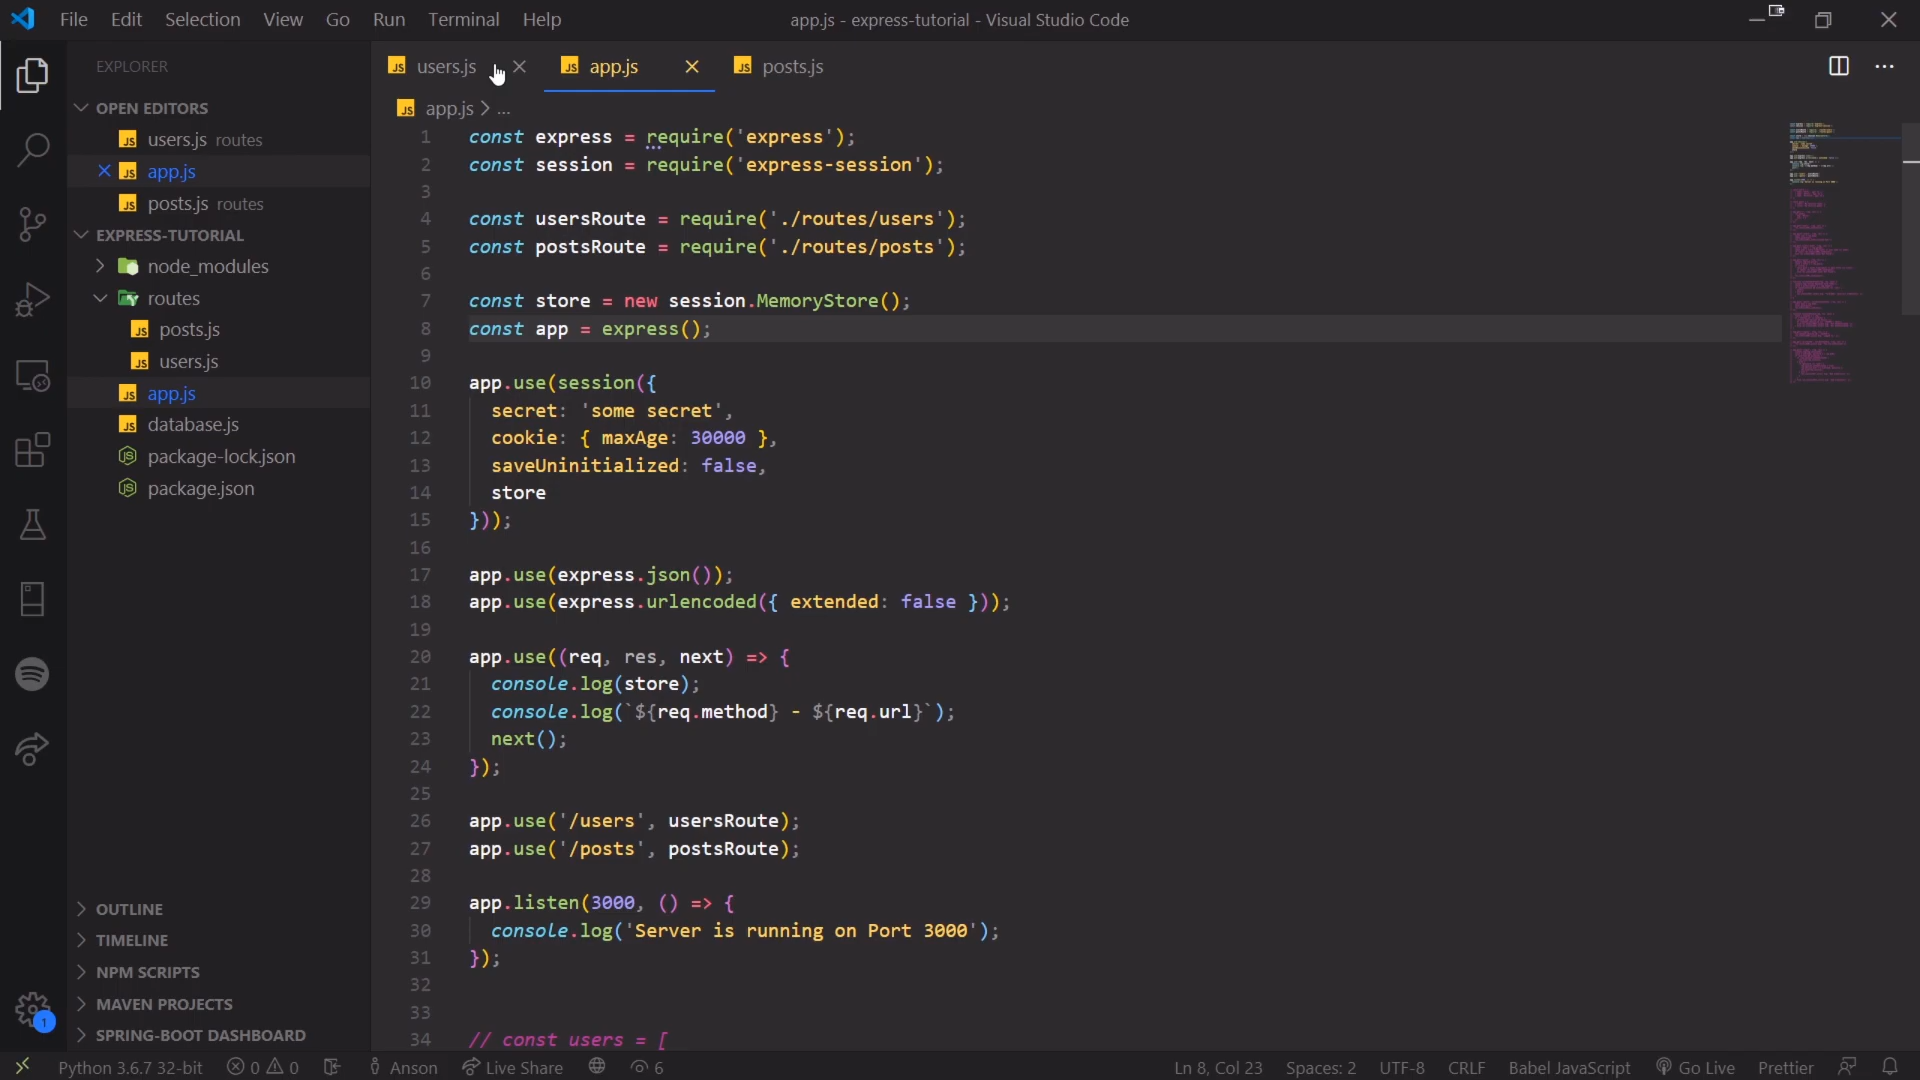 File Edit Selection View Go Run Terminal Help
app.js - express-tutorial - Visual Studio Code
EXPLORER
OPEN EDITORS
users.js routes
app.js
posts.js routes
EXPRESS-TUTORIAL
node_modules
routes
posts.js
users.js
app.js
database.js
package-lock.json
package.json
OUTLINE
TIMELINE
NPM SCRIPTS
MAVEN PROJECTS
SPRING-BOOT DASHBOARD
users.js app.js posts.js
app.js > ...
1 const express = require('express');
2 const session = require('express-session');
3
4 const usersRoute = require('./routes/users');
5 const postsRoute = require('./routes/posts');
6
7 const store = new session.MemoryStore();
8 const app = express();
9
10 app.use(session({
11 secret: 'some secret',
12 cookie: { maxAge: 30000 },
13 saveUninitialized: false,
14 store
15 }));
16
17 app.use(express.json());
18 app.use(express.urlencoded({ extended: false }));
19
20 app.use((req, res, next) => {
21 console.log(store);
22 console.log(`${req.method} - ${req.url}`);
23 next();
24 });
25
26 app.use('/users', usersRoute);
27 app.use('/posts', postsRoute);
28
29 app.listen(3000, () => {
30 console.log('Server is running on Port 3000');
31 });
32
33
34 // const users = [
1
Python 3.6.7 32-bit 0 0 Anson Live Share 6 Ln 8, Col 23 Spaces: 2 UTF-8 CRLF Babel JavaScript Go Live Prettier